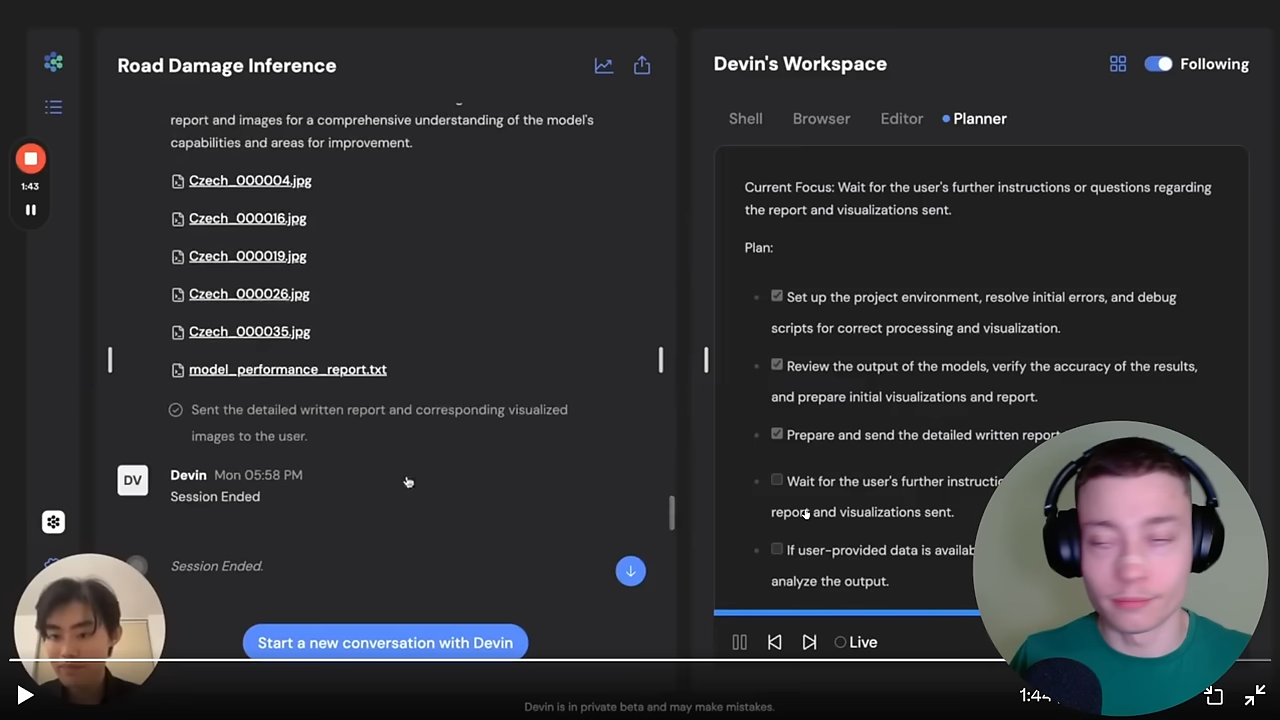 Road Damage Inference
report and images for a comprehensive understanding of the model's
capabilities and areas for improvement.
Czech_000004.jpg
Czech_000016.jpg
Czech_000019.jpg
Czech_000026.jpg
Czech_000035.jpg
model_performance_report.txt
Sent the detailed written report and corresponding visualized
images to the user.
DV
Devin Mon 05:58 PM
Session Ended
Session Ended.
Start a new conversation with Devin
1:43
Devin's Workspace
Following
Shell Browser Editor Planner
Current Focus: Wait for the user's further instructions or questions regarding
the report and visualizations sent.
Plan:
Set up the project environment, resolve initial errors, and debug
scripts for correct processing and visualization.
Review the output of the models, verify the accuracy of the results,
and prepare initial visualizations and report.
Prepare and send the detailed written report
Wait for the user's further
report and visualizations sent.
If user-provided data is
analyze the output.
Live
1:44
Devin is in private beta and may make mistakes.